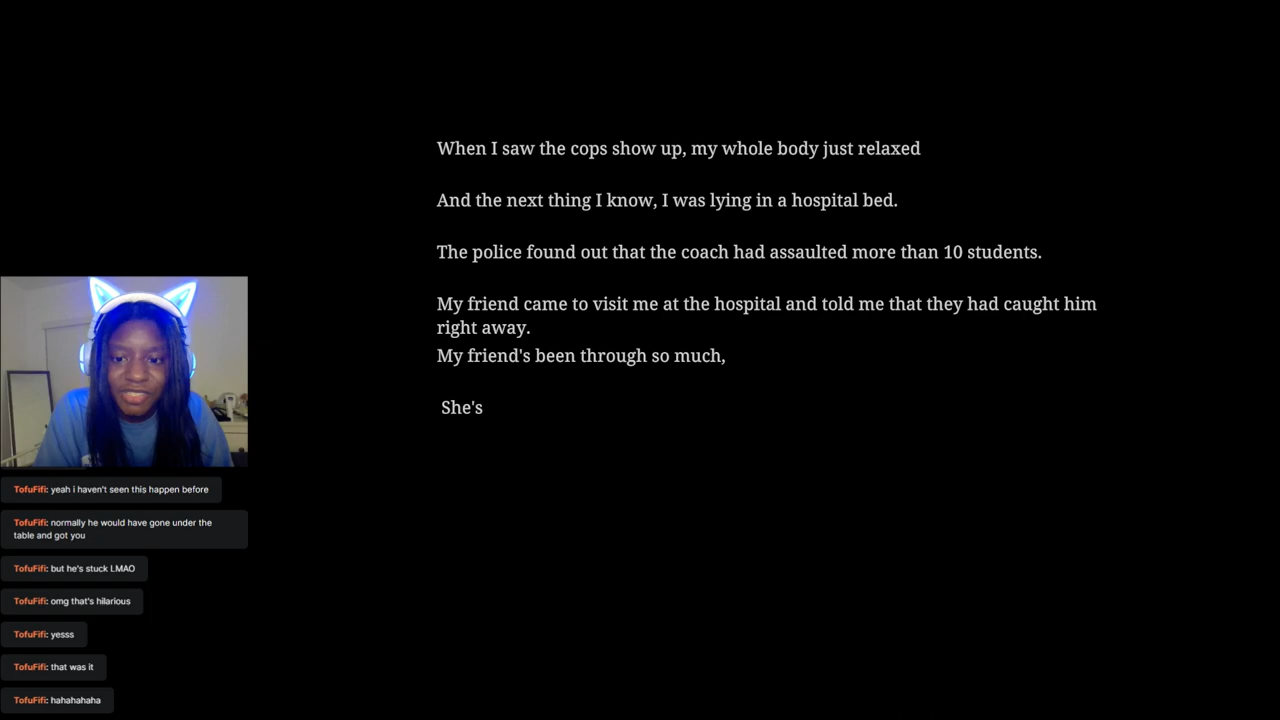 When I saw the cops show up, my whole body just relaxed
And the next thing I know, I was lying in a hospital bed.
The police found out that the coach had assaulted more than 10 students.
My friend came to visit me at the hospital and told me that they had caught him
right away.
My friend's been through so much,
She's
TofuFifi: yeah i haven't seen this happen before
TofuFifi: normally he would have gone under the
table and got you
TofuFifi: but he's stuck LMAO
TofuFifi: omg that's hilarious
TofuFifi: yesss
TofuFifi: that was it
TofuFifi: hahahahaha